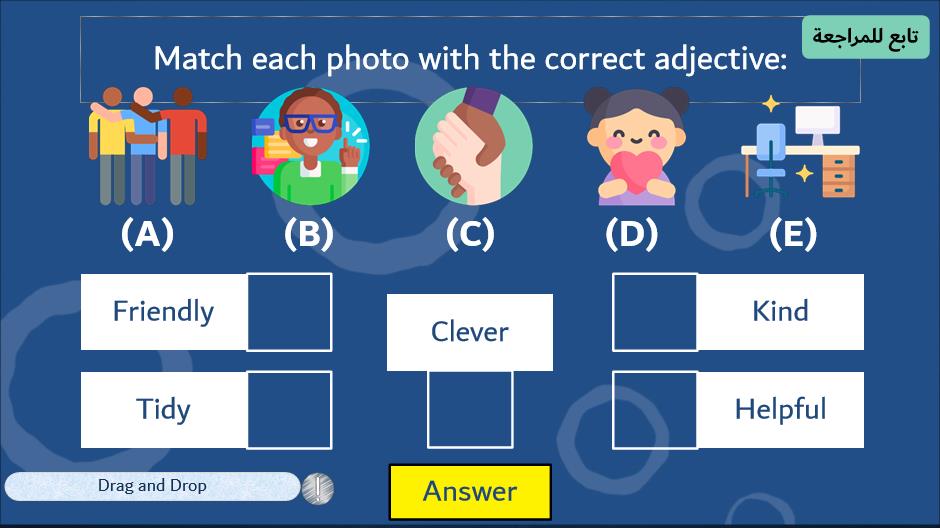 تابع للمراجعة
Match each photo with the correct adjective:
(A) (B) (C) (D) (E)
Friendly
Clever
Kind
Tidy
Helpful
Drag and Drop
!
Answer